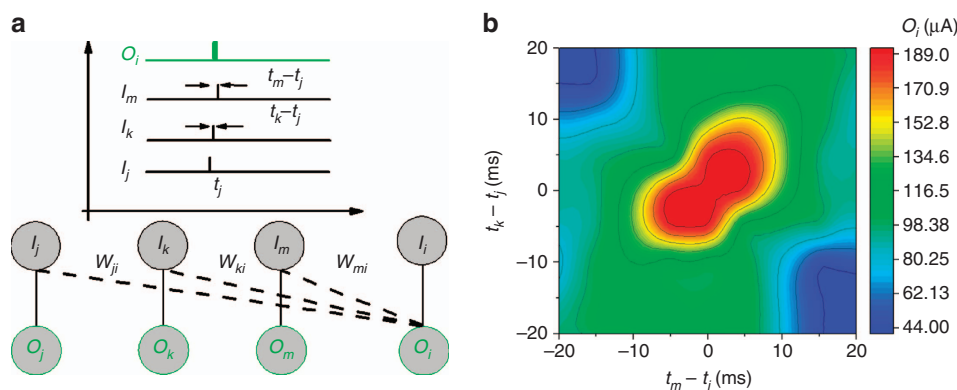 a
O_i
I_m
t_m−t_j
I_k
t_k−t_j
I_j
t_j
I_j
I_k
I_m
I_i
W_ji
W_ki
W_mi
O_j
O_k
O_m
O_i
b
20
10
0
−10
−20
t_k − t_j (ms)
−20
−10
0
10
20
t_m − t_j (ms)
O_i (μA)
189.0
170.9
152.8
134.6
116.5
98.38
80.25
62.13
44.00